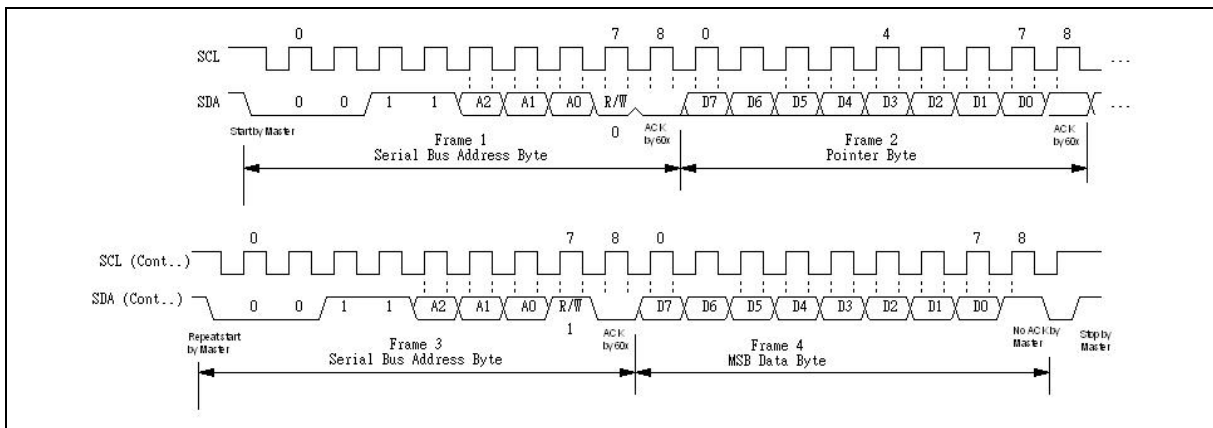 0 7 8 0 4 7 8
SCL ...
SDA 0 0 1 1 A2 A1 A0 R/W D7 D6 D5 D4 D3 D2 D1 D0 ...
Start by Master 0 ACK by 60x ACK by 60x
Frame 1 Frame 2
Serial Bus Address Byte Pointer Byte
0 7 8 0 7 8
SCL (Cont..)
SDA (Cont..) 0 0 1 1 A2 A1 A0 R/W D7 D6 D5 D4 D3 D2 D1 D0
Repeat start by Master 1 ACK by 60x No ACK by Master Stop by Master
Frame 3 Frame 4
Serial Bus Address Byte MSB Data Byte